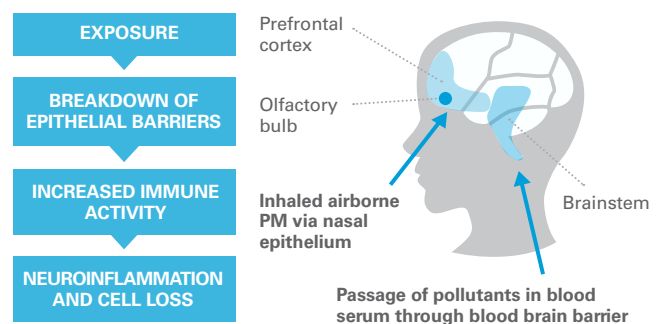 EXPOSURE
BREAKDOWN OF
EPITHELIAL BARRIERS
INCREASED IMMUNE
ACTIVITY
NEUROINFLAMMATION
AND CELL LOSS
Prefrontal
cortex
Olfactory
bulb
Inhaled airborne
PM via nasal
epithelium
Brainstem
Passage of pollutants in blood
serum through blood brain barrier